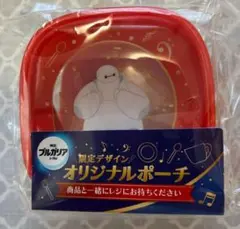 明治
ブルガリア
限定デザイン
オリジナルポーチ
商品と一緒にレジにお持ちください